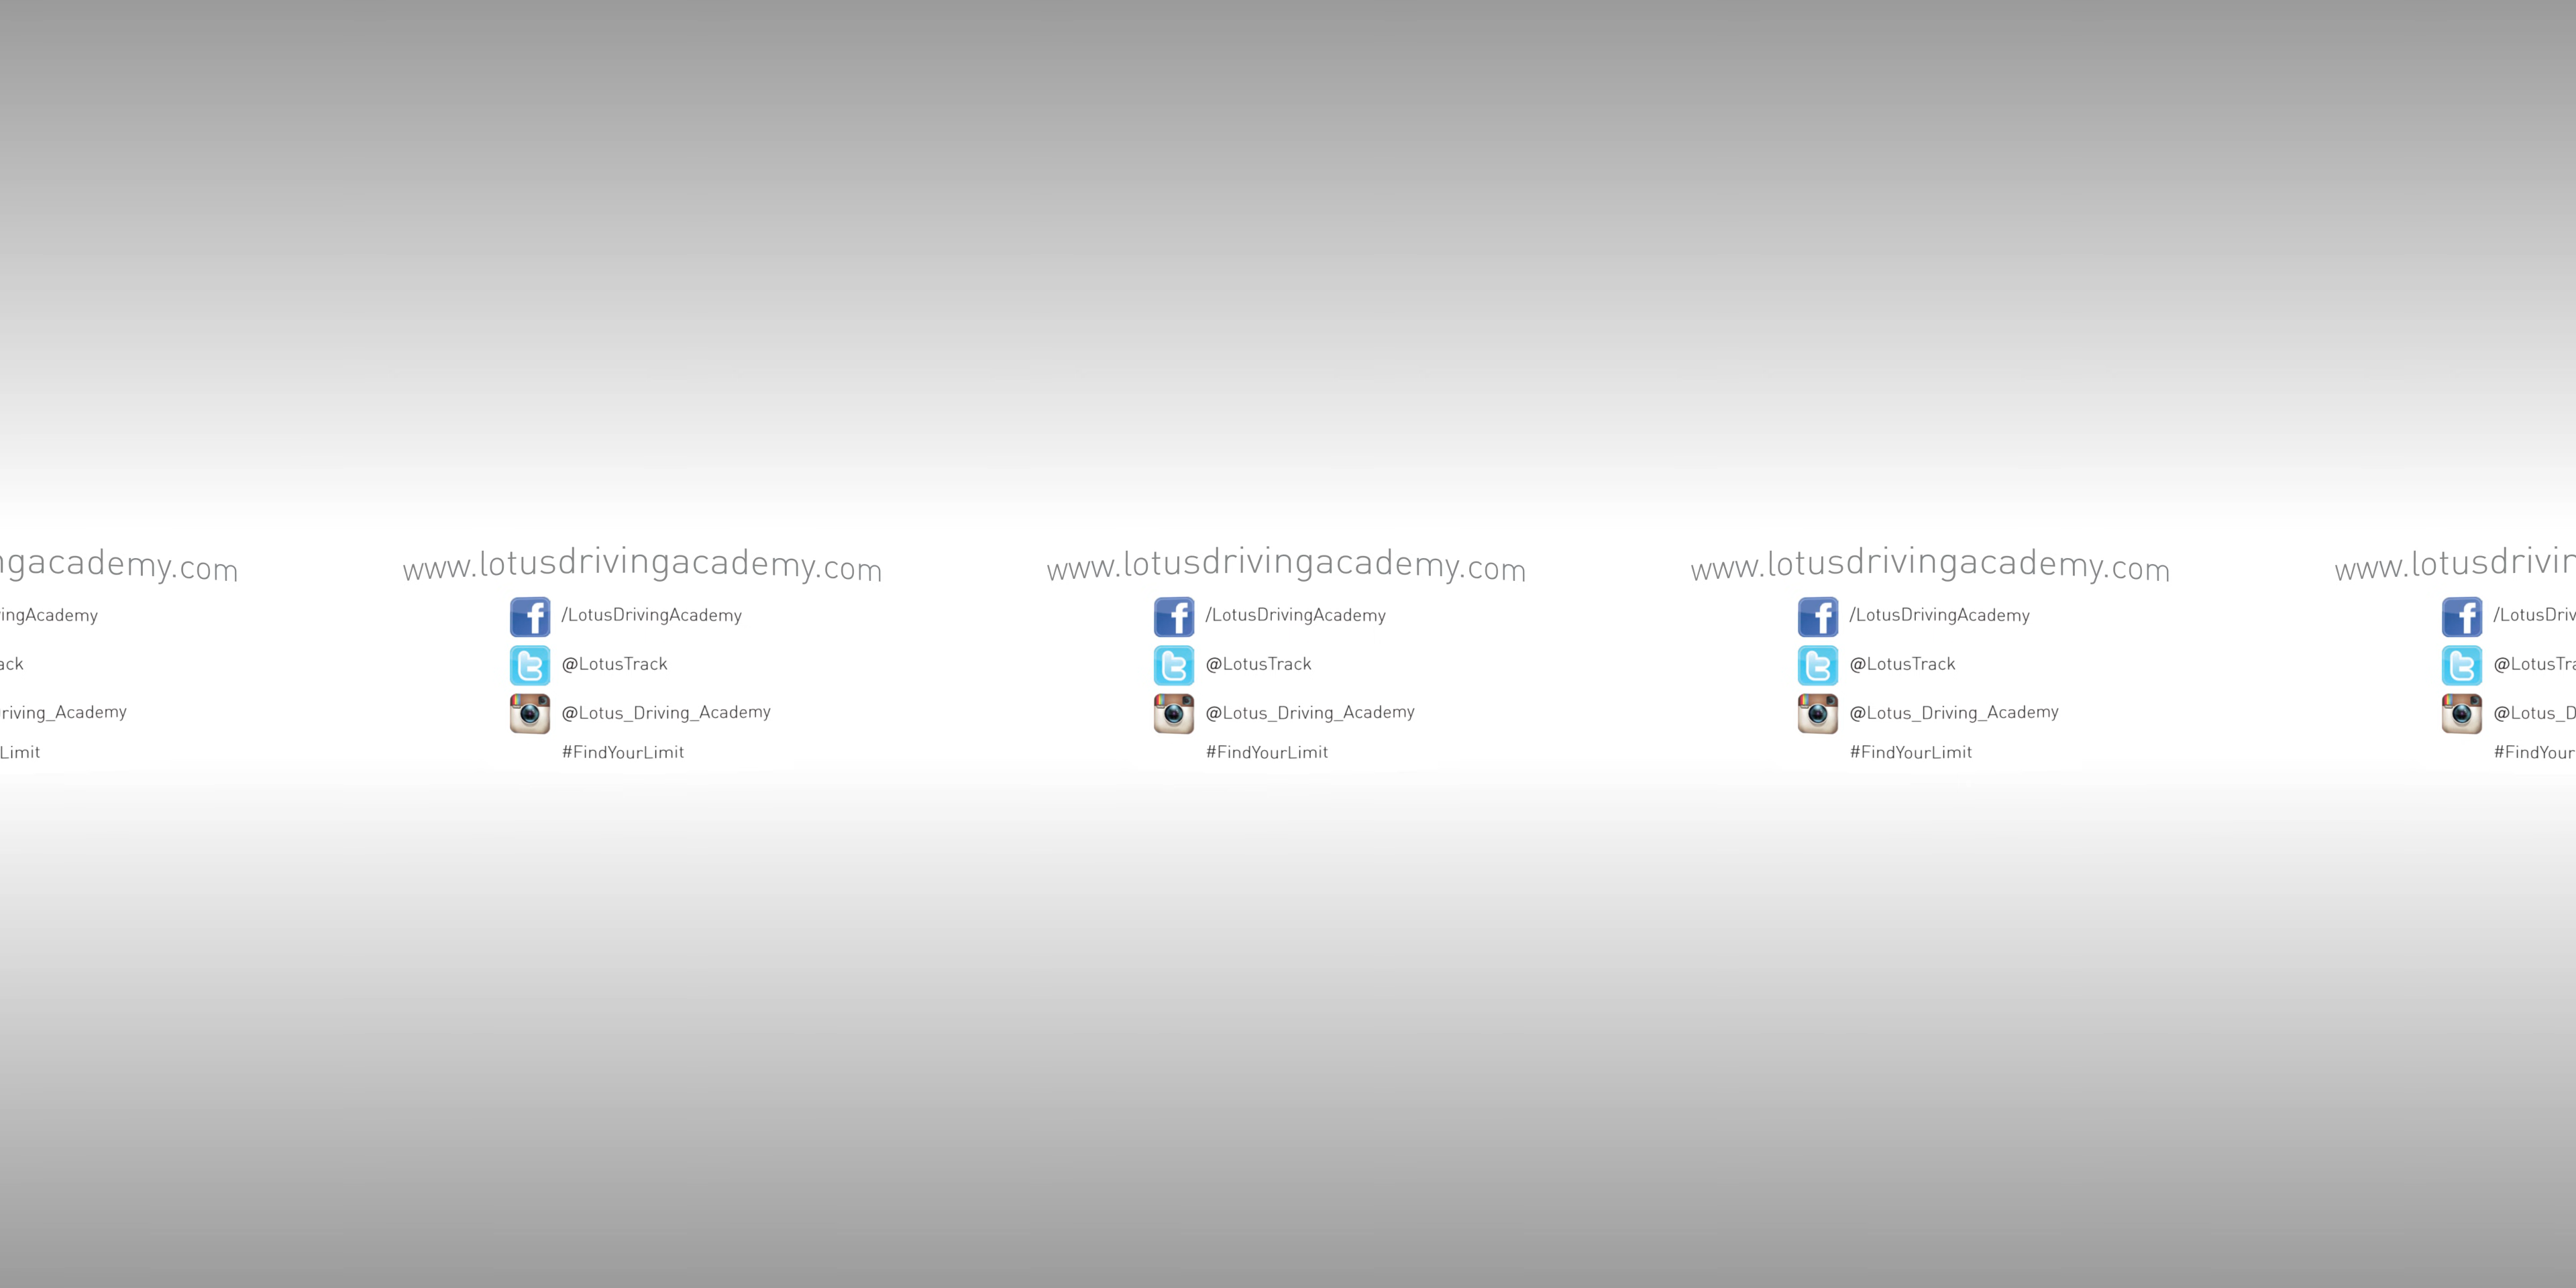 ngacademy.com
ingAcademy
ack
riving_Academy
Limit
www.lotusdrivingacademy.com
/LotusDrivingAcademy
@LotusTrack
@Lotus_Driving_Academy
#FindYourLimit
www.lotusdrivingacademy.com
/LotusDrivingAcademy
@LotusTrack
@Lotus_Driving_Academy
#FindYourLimit
www.lotusdrivingacademy.com
/LotusDrivingAcademy
@LotusTrack
@Lotus_Driving_Academy
#FindYourLimit
www.lotusdrivin
/LotusDriv
@LotusTra
@Lotus_D
#FindYour